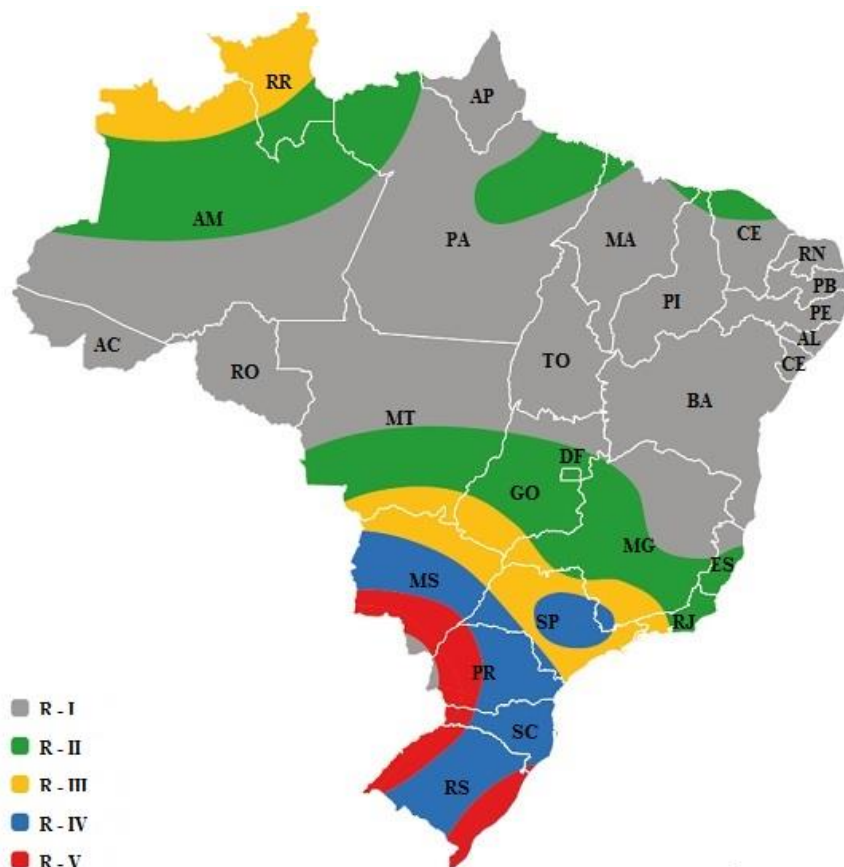 RR
AP
AM
PA
MA
CE
RN
PB
PI
PE
AL
CE
AC
RO
TO
BA
MT
DF
GO
MG
ES
MS
SP
RJ
PR
SC
RS
R - I
R - II
R - III
R - IV
R - V